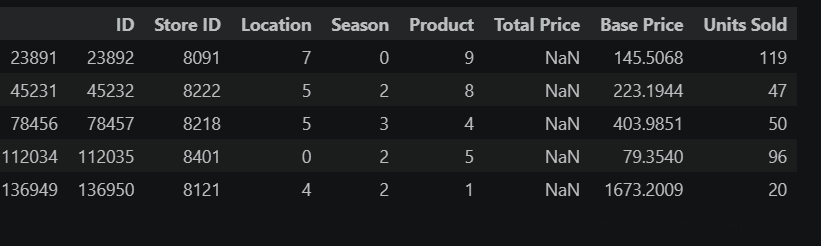 ID Store ID Location Season Product Total Price Base Price Units Sold
23891 23892 8091 7 0 9 NaN 145.5068 119
45231 45232 8222 5 2 8 NaN 223.1944 47
78456 78457 8218 5 3 4 NaN 403.9851 50
112034 112035 8401 0 2 5 NaN 79.3540 96
136949 136950 8121 4 2 1 NaN 1673.2009 20